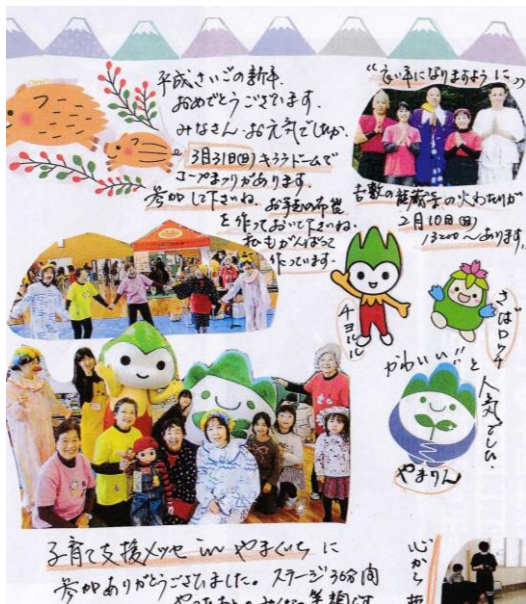 平成さいごの新年.
おめでとうございます.
みなさん.お元気でしたか.
3月31日(日)きららドームで
コープまつりがあります.
参加して下さいね. お手玉の布袋
を作っておいて下さいね.
私もがんばって
作っています.
"良い年になりますように"
吉敷の龍蔵寺の火わたりが
2月10日(日)
13:00〜あります,,
チョルル
さばロッチ
かわいい!!と
人気でした.
やまりん
子育て支援メッセ in やまぐちに
参加ありがとうございました。ステージ30分間
心から